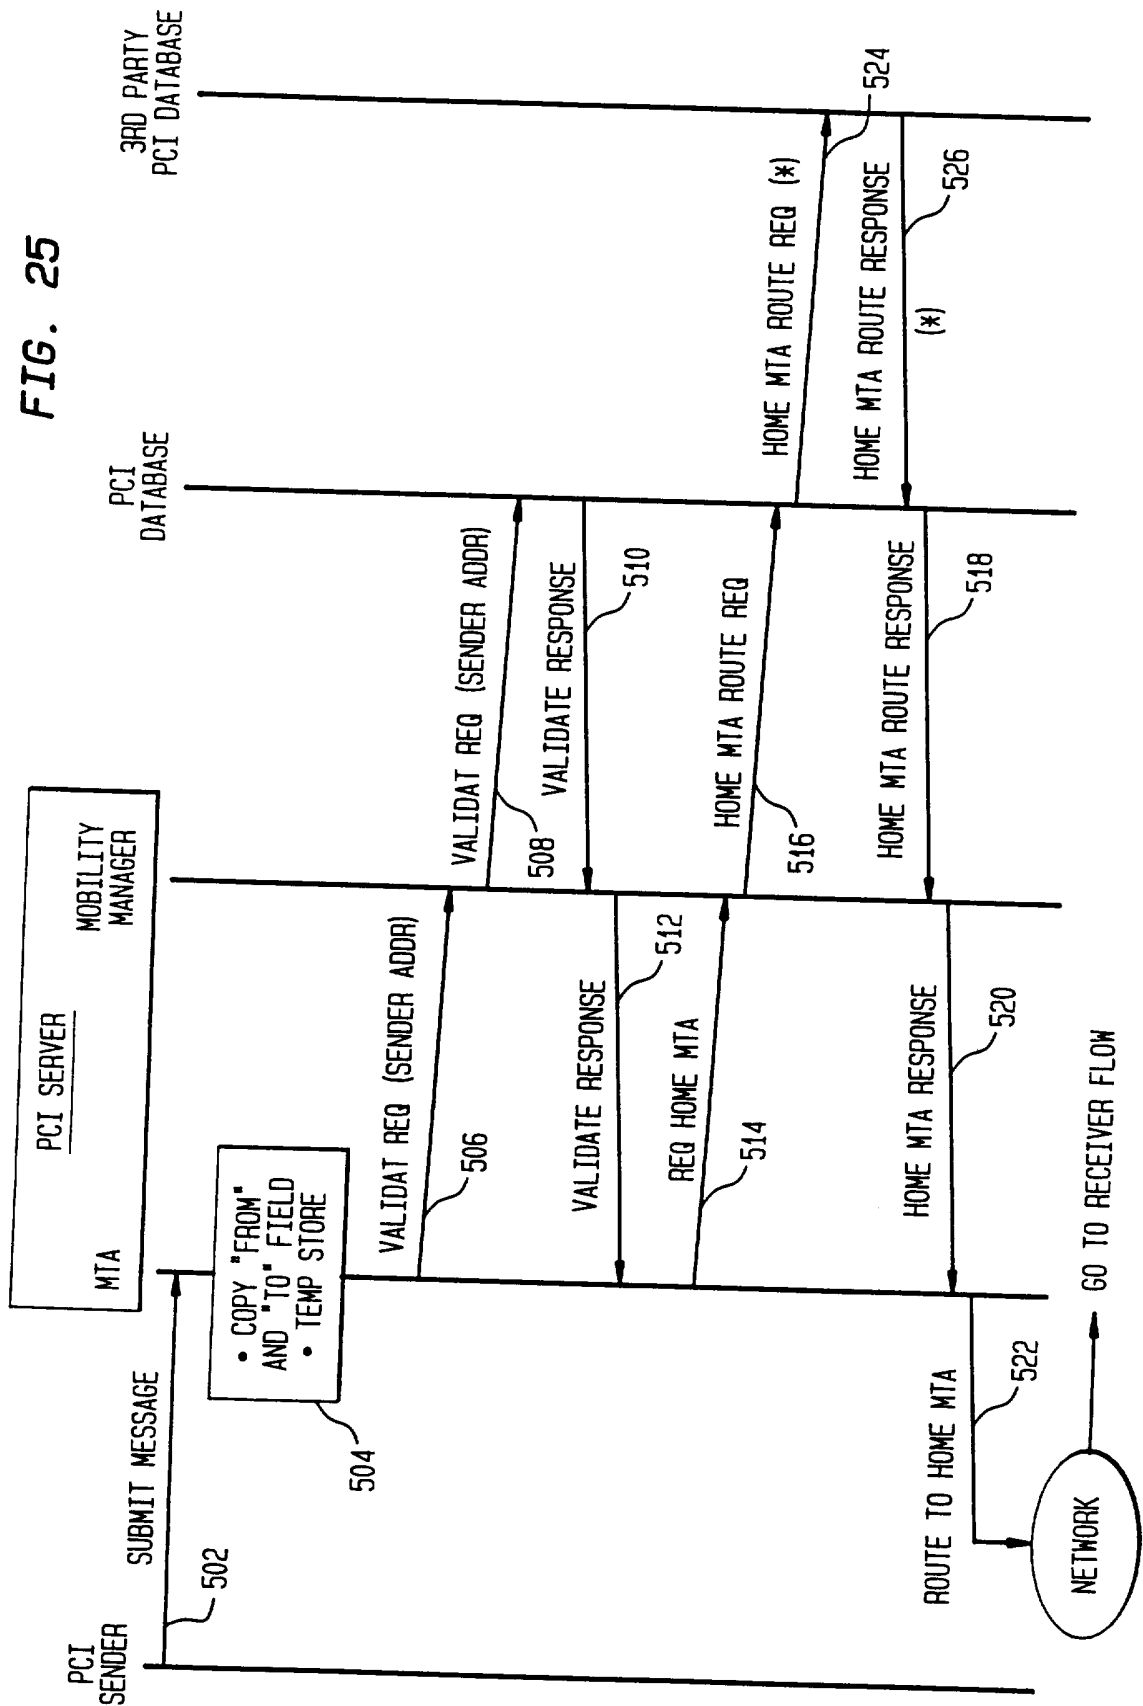 FIG. 25
PCI
SENDER
PCI SERVER
MTA
MOBILITY
MANAGER
PCI
DATABASE
3RD PARTY
PCI DATABASE
SUBMIT MESSAGE
502
• COPY "FROM"
AND "TO" FIELD
• TEMP STORE
504
VALIDAT REQ (SENDER ADDR)
506
VALIDAT REQ (SENDER ADDR)
508
VALIDATE RESPONSE
510
VALIDATE RESPONSE
512
REQ HOME MTA
514
HOME MTA ROUTE REQ
516
HOME MTA ROUTE REQ (*)
524
HOME MTA ROUTE RESPONSE
(*)
526
HOME MTA ROUTE RESPONSE
518
HOME MTA RESPONSE
520
ROUTE TO HOME MTA
522
NETWORK
GO TO RECEIVER FLOW